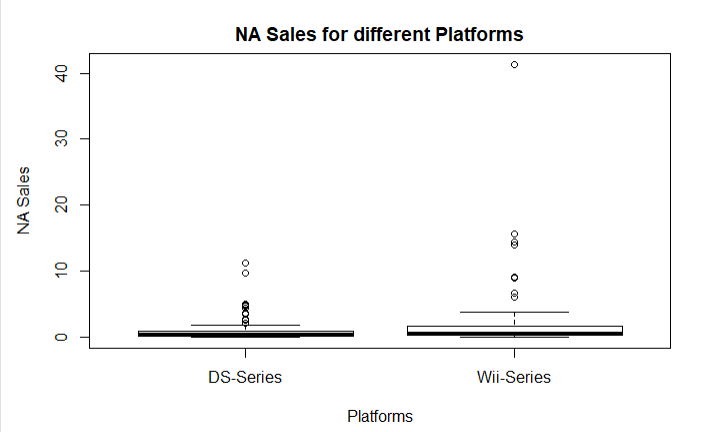 NA Sales for different Platforms
40
30
20
10
0
NA Sales
DS-Series
Wii-Series
Platforms